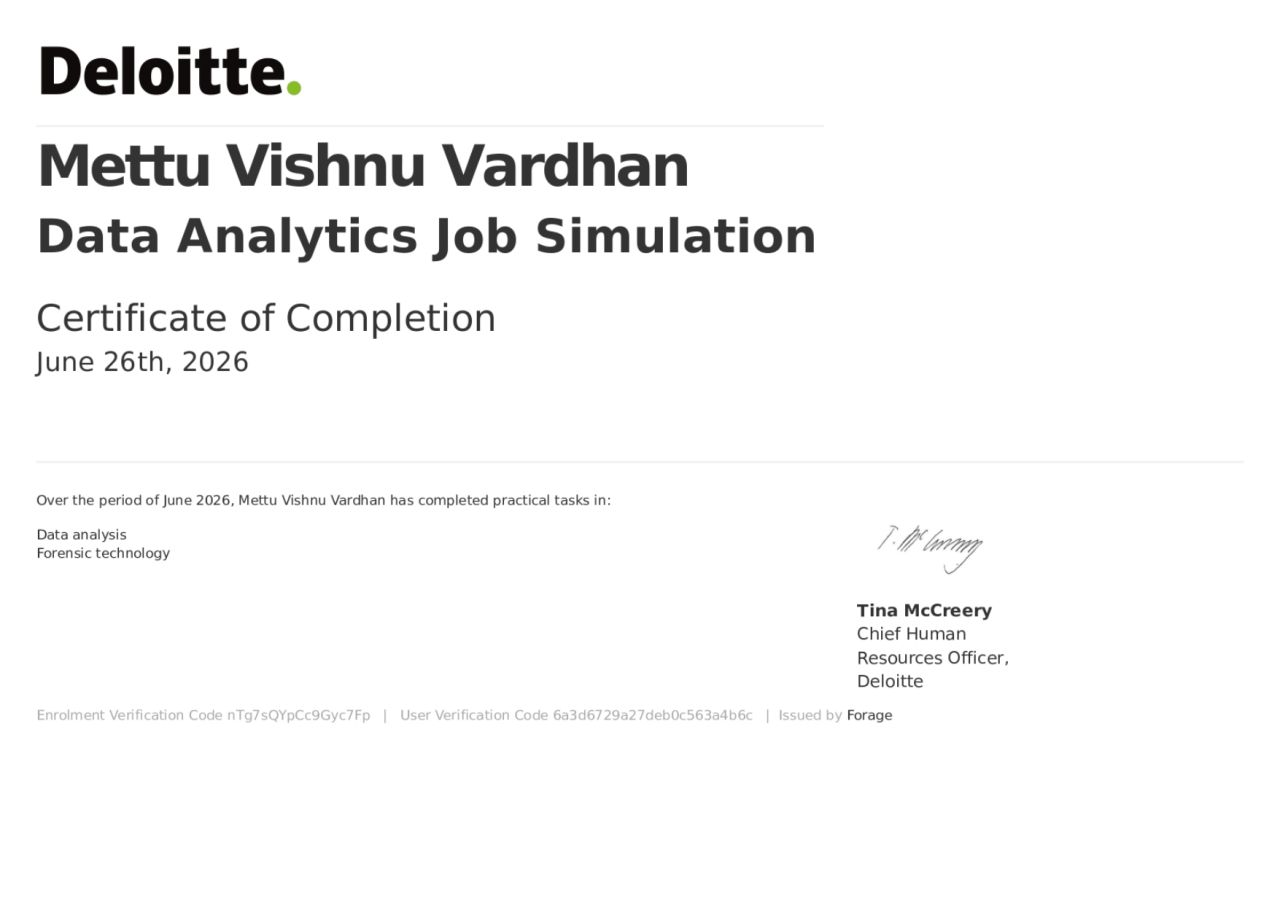 Deloitte.
Mettu Vishnu Vardhan
Data Analytics Job Simulation
Certificate of Completion
June 26th, 2026
Over the period of June 2026, Mettu Vishnu Vardhan has completed practical tasks in:
Data analysis
Forensic technology
T. McCreery
Tina McCreery
Chief Human
Resources Officer,
Deloitte
Enrolment Verification Code nTg7sQYpCc9Gyc7Fp | User Verification Code 6a3d6729a27deb0c563a4b6c | Issued by Forage